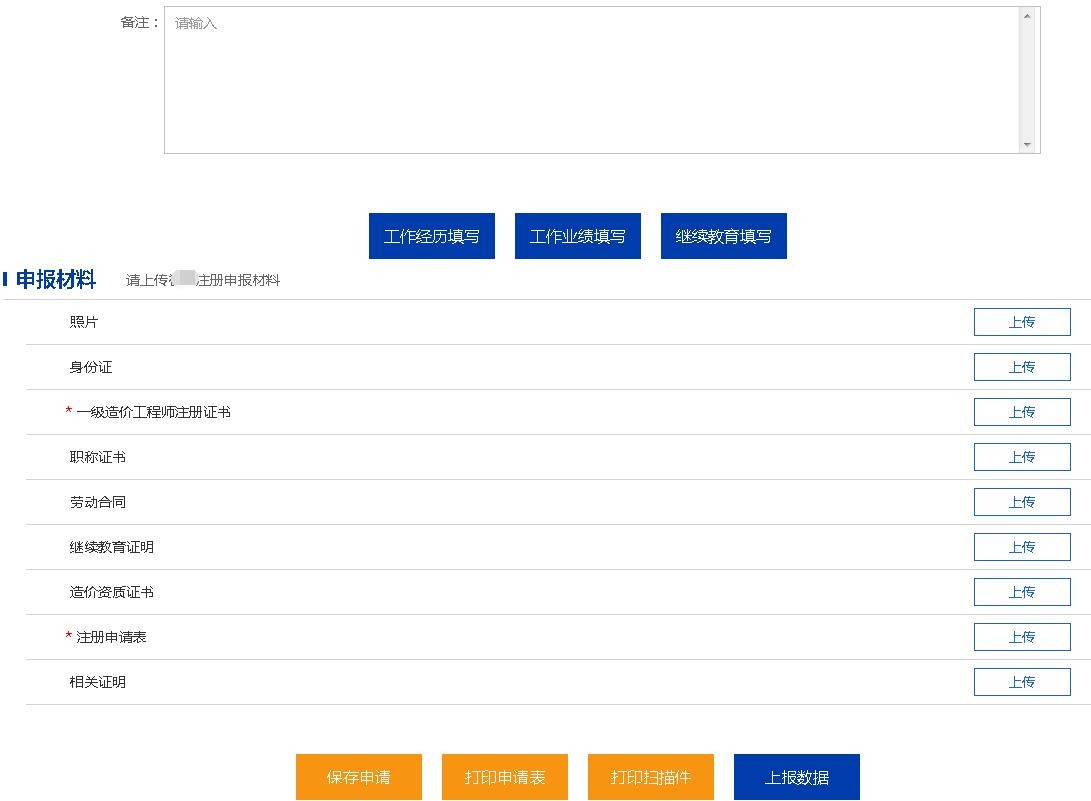 备注：
请输入
工作经历填写 工作业绩填写 继续教育填写
申报材料 请上传 注册申报材料
照片 上传
身份证 上传
* 一级造价工程师注册证书 上传
职称证书 上传
劳动合同 上传
继续教育证明 上传
造价资质证书 上传
* 注册申请表 上传
相关证明 上传
保存申请 打印申请表 打印扫描件 上报数据